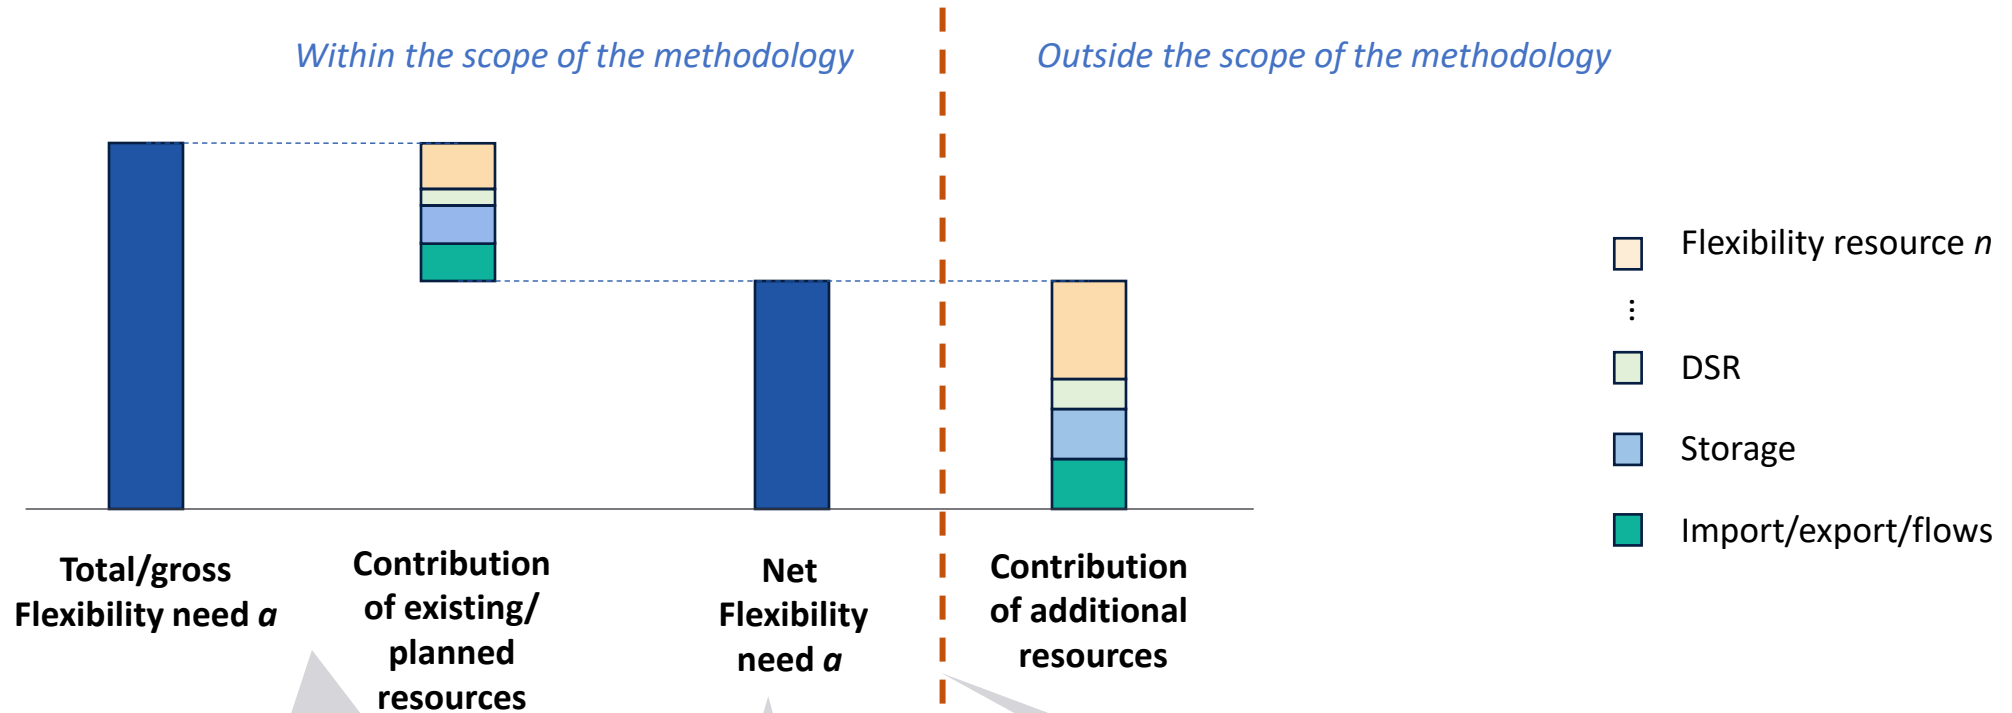 Within the scope of the methodology
Outside the scope of the methodology
Flexibility resource n
...
DSR
Storage
Import/export/flows
Total/gross
Flexibility need a
Contribution
of existing/
planned
resources
Net
Flexibility
need a
Contribution
of additional
resources